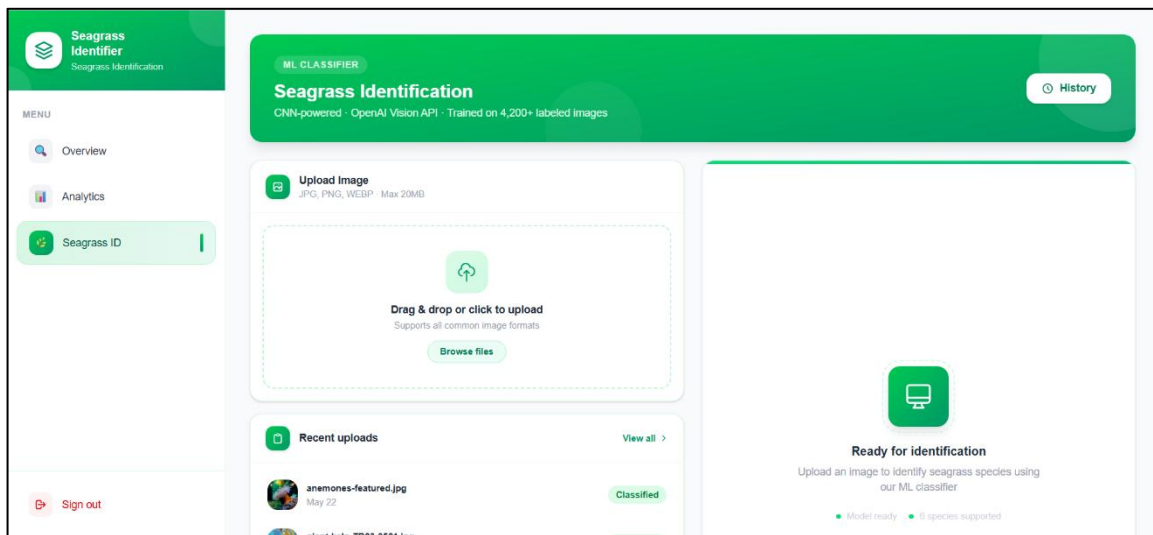 Seagrass
Identifier
Seagrass Identification
MENU
Overview
Analytics
Seagrass ID
Sign out
ML CLASSIFIER
Seagrass Identification
CNN-powered · OpenAI Vision API · Trained on 4,200+ labeled images
History
Upload Image
JPG, PNG, WEBP · Max 20MB
Drag & drop or click to upload
Supports all common image formats
Browse files
Recent uploads
View all >
anemones-featured.jpg
May 22
Classified
Ready for identification
Upload an image to identify seagrass species using
our ML classifier
Model ready
6 species supported